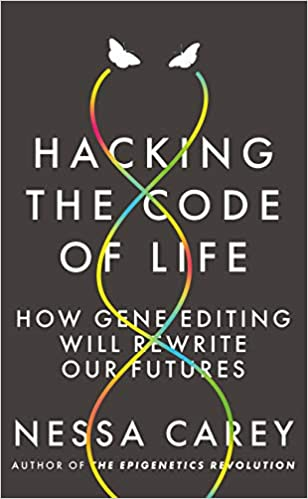 HACKING
THE CODE
OF LIFE
HOW GENE EDITING
WILL REWRITE
OUR FUTURES
NESSA CAREY
AUTHOR OF THE EPIGENETICS REVOLUTION